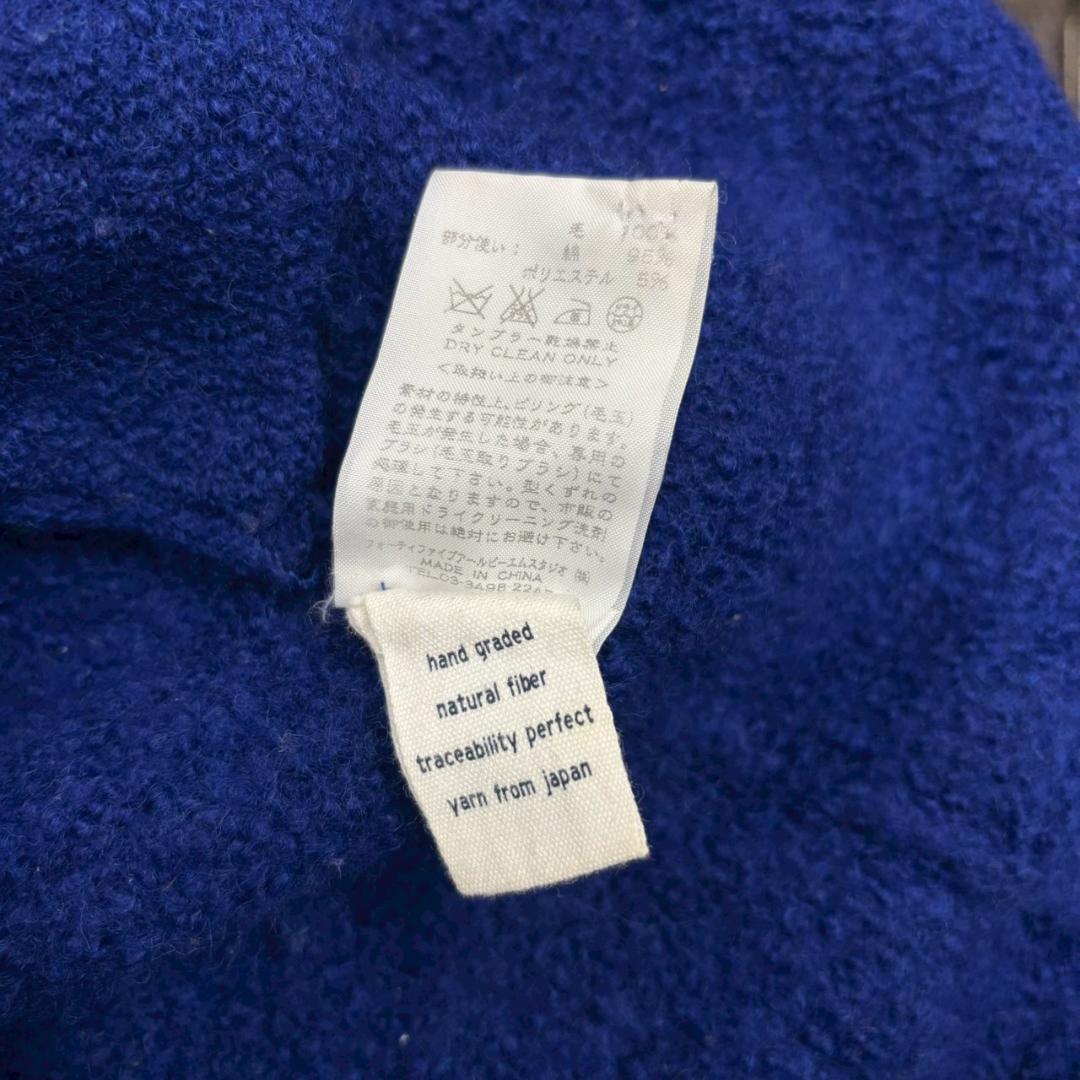 毛 100%
部分使い： 綿 95%
ポリエステル 5%
タンブラー乾燥禁止
DRY CLEAN ONLY
<取扱い上の御注意>
素材の特性上、ピリング(毛玉)
の発生する可能性があります。
毛玉が発生した場合、専用の
ブラシ(毛玉取りブラシ)にて
処理して下さい。型くずれの
原因となりますので、市販の
家庭用ドライクリーニング洗剤
の御使用は絶対にお避け下さい。
フォーティファイブアールピーエムスタジオ (株)
MADE IN CHINA
TEL.03-3498
hand graded
natural fiber
traceability perfect
yarn from japan